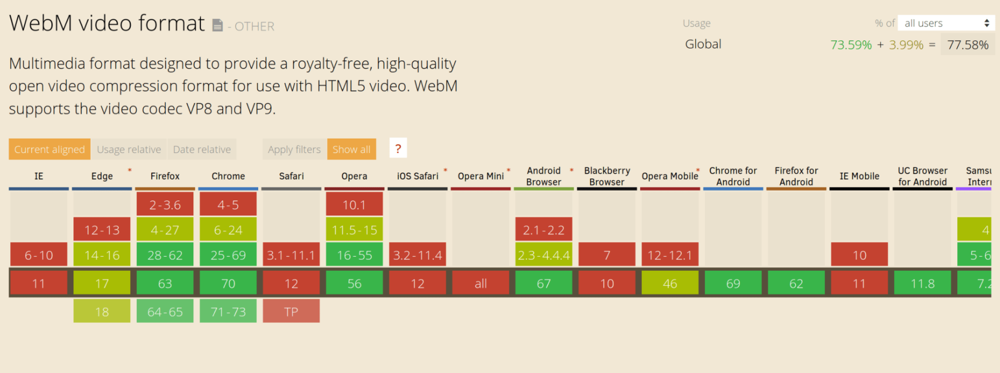 WebM video format - OTHER
Usage % of all users
Global 73.59% + 3.99% = 77.58%
Multimedia format designed to provide a royalty-free, high-quality
open video compression format for use with HTML5 video. WebM
supports the video codec VP8 and VP9.
Current aligned Usage relative Date relative Apply filters Show all ?
IE Edge * Firefox Chrome Safari Opera iOS Safari * Opera Mini * Android Browser * Blackberry Browser Opera Mobile * Chrome for Android Firefox for Android IE Mobile UC Browser for Android
2-3.6 4-5 10.1
12-13 4-27 6-24 11.5-15 2.1-2.2 4
6-10 14-16 28-62 25-69 3.1-11.1 16-55 3.2-11.4 2.3-4.4.4 7 12-12.1 10 5-6
11 17 63 70 12 56 12 all 67 10 46 69 62 11 11.8 7.2
18 64-65 71-73 TP